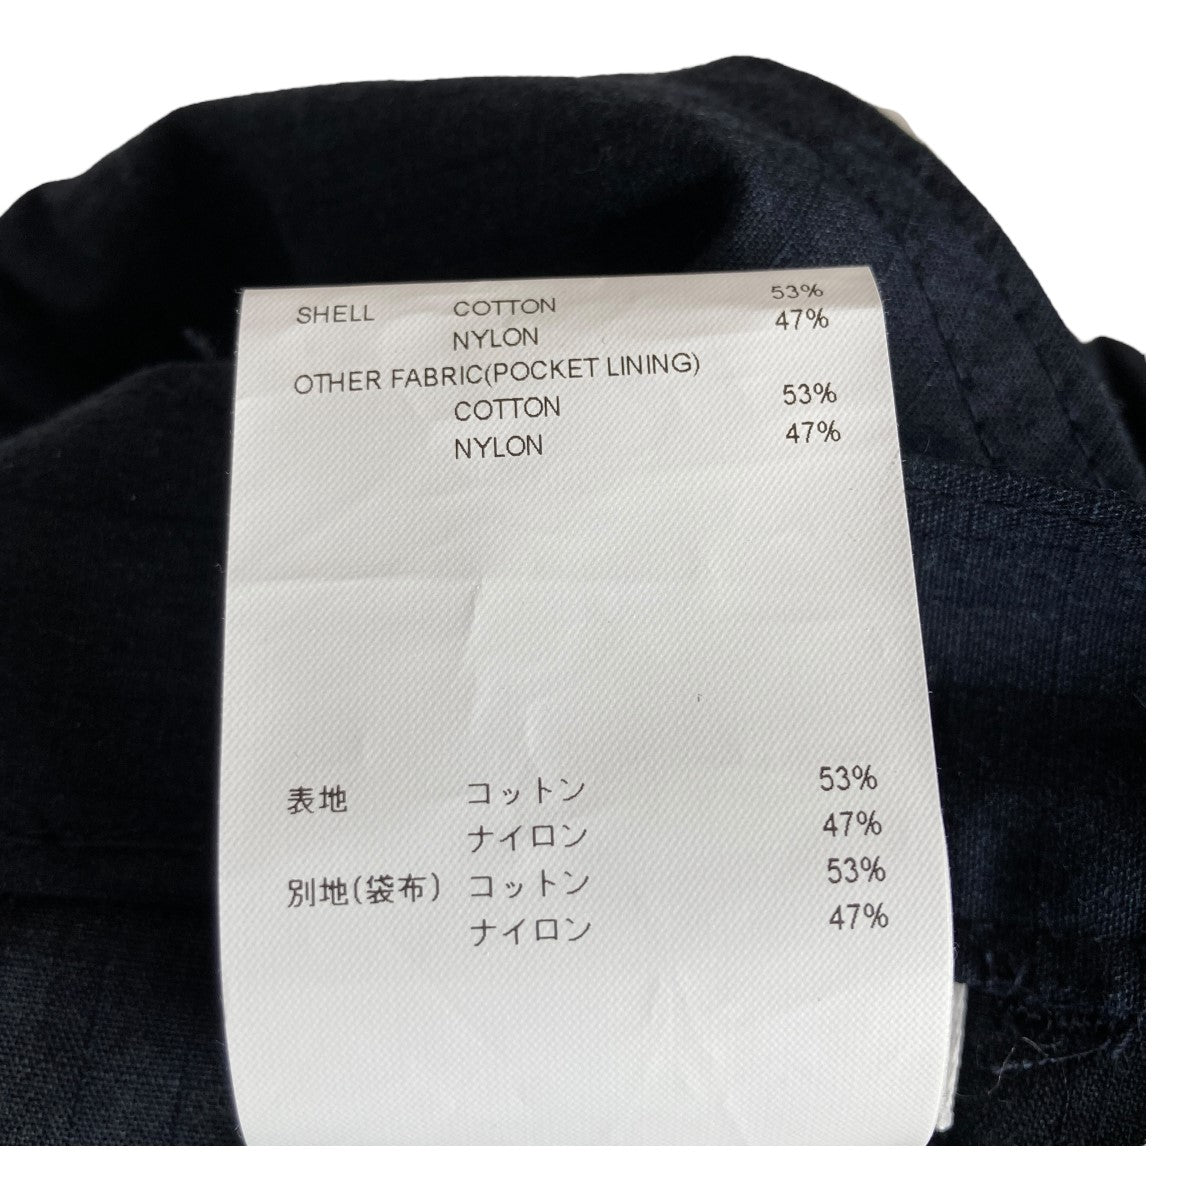 SHELL COTTON 53%
NYLON 47%
OTHER FABRIC(POCKET LINING)
COTTON 53%
NYLON 47%
表地 コットン 53%
ナイロン 47%
別地(袋布) コットン 53%
ナイロン 47%